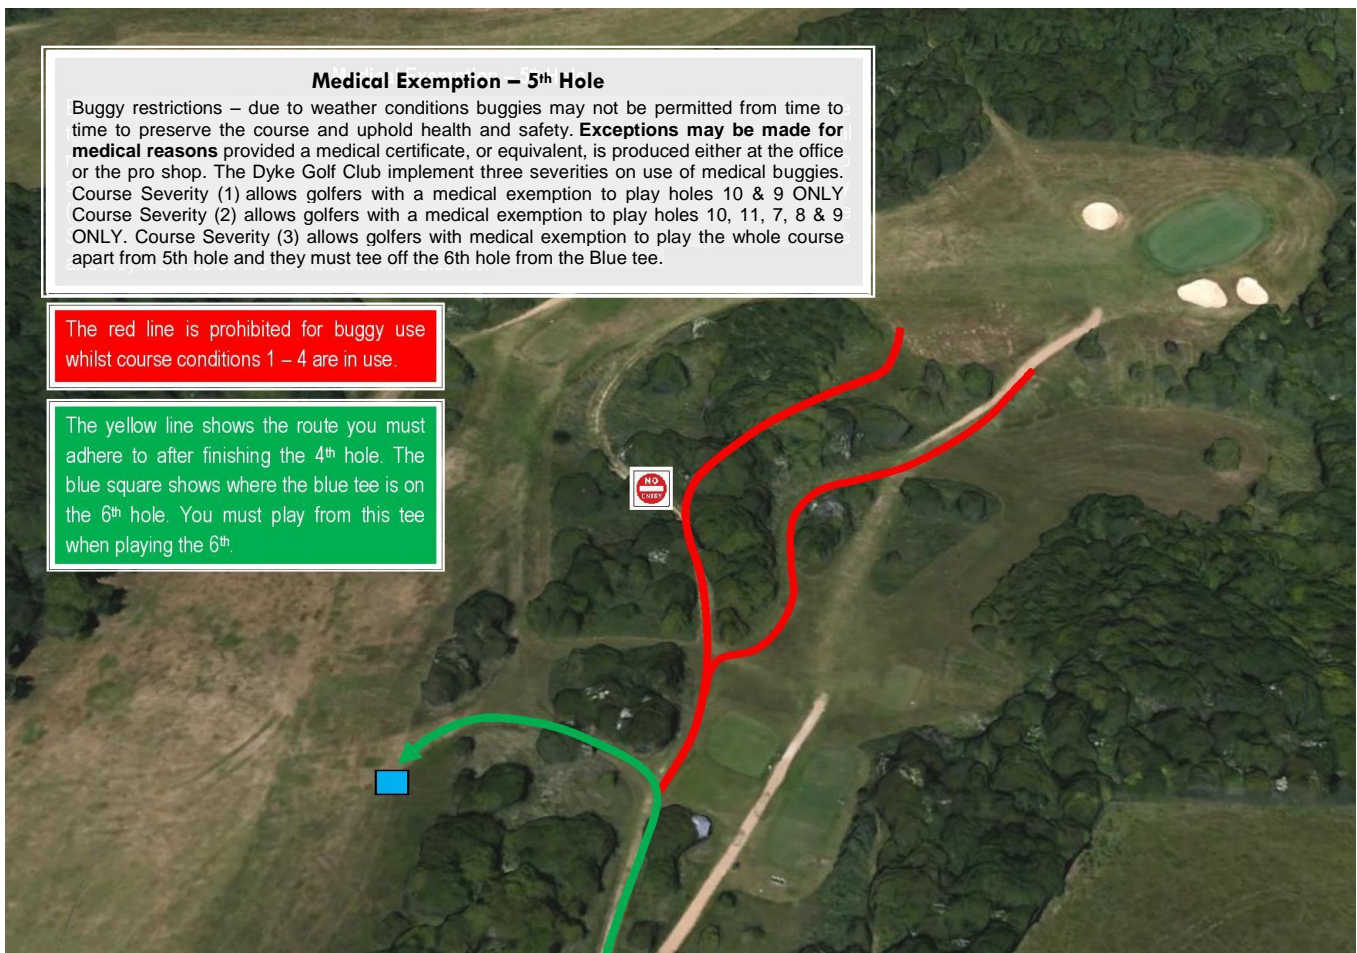 Medical Exemption – 5th Hole
Buggy restrictions – due to weather conditions buggies may not be permitted from time to
time to preserve the course and uphold health and safety. Exceptions may be made for
medical reasons provided a medical certificate, or equivalent, is produced either at the office
or the pro shop. The Dyke Golf Club implement three severities on use of medical buggies.
Course Severity (1) allows golfers with a medical exemption to play holes 10 & 9 ONLY
Course Severity (2) allows golfers with a medical exemption to play holes 10, 11, 7, 8 & 9
ONLY. Course Severity (3) allows golfers with medical exemption to play the whole course
apart from 5th hole and they must tee off the 6th hole from the Blue tee.
The red line is prohibited for buggy use
whilst course conditions 1 – 4 are in use.
The yellow line shows the route you must
adhere to after finishing the 4th hole. The
blue square shows where the blue tee is on
the 6th hole. You must play from this tee
when playing the 6th.
NO
ENTRY